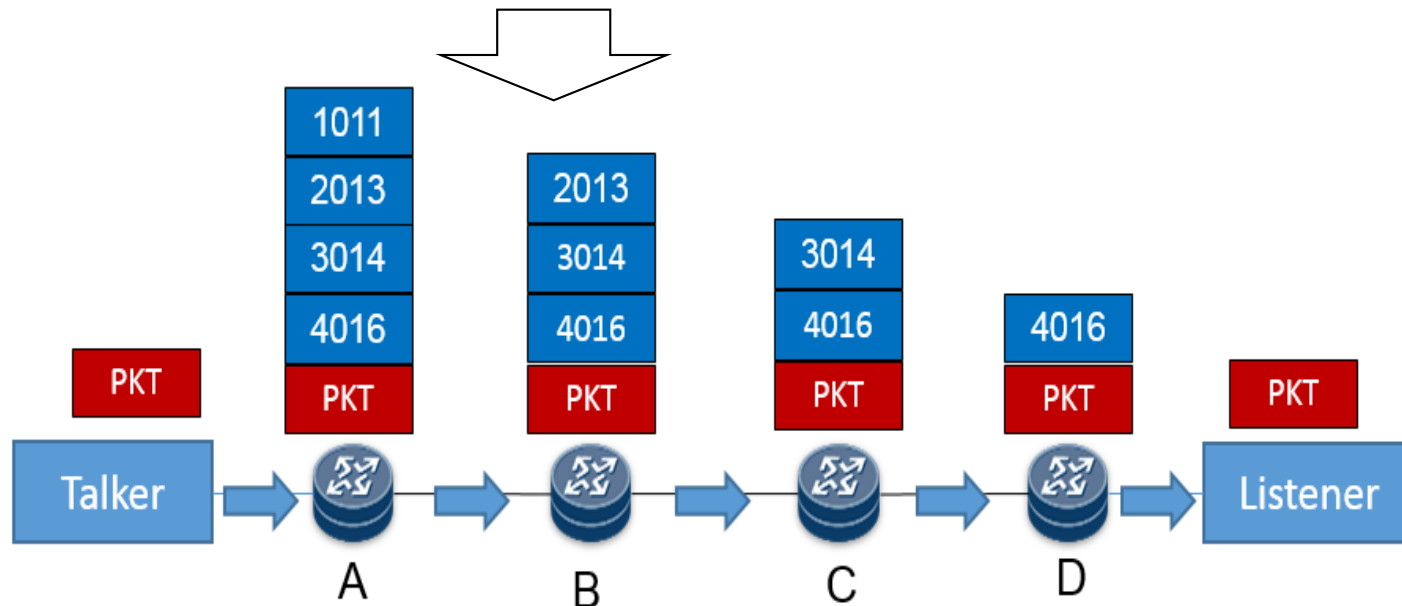 1011
2013
3014
4016
PKT
2013
3014
4016
PKT
3014
4016
PKT
4016
PKT
PKT
PKT
Talker
Listener
A
B
C
D